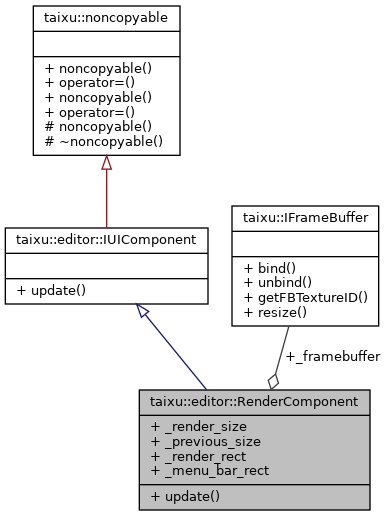 taixu::noncopyable
+ noncopyable()
+ operator=()
+ noncopyable()
+ operator=()
# noncopyable()
# ~noncopyable()
taixu::editor::IUIComponent
+ update()
taixu::IFrameBuffer
+ bind()
+ unbind()
+ getFBTextureID()
+ resize()
+_framebuffer
taixu::editor::RenderComponent
+ _render_size
+ _previous_size
+ _render_rect
+ _menu_bar_rect
+ update()